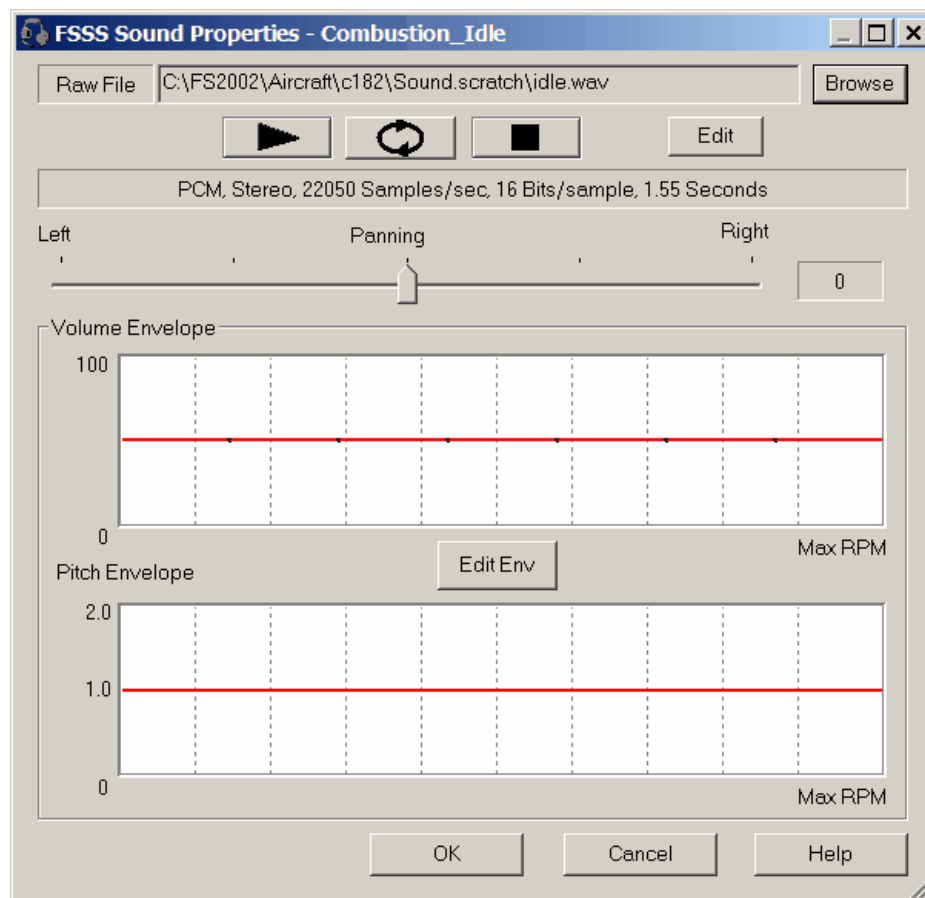 FSSS Sound Properties - Combustion_Idle
Raw File C:\FS2002\Aircraft\c182\Sound.scratch\idle.wav Browse
Edit
PCM, Stereo, 22050 Samples/sec, 16 Bits/sample, 1.55 Seconds
Left Panning Right
0
Volume Envelope
100
0
Max RPM
Edit Env
Pitch Envelope
2.0
1.0
0
Max RPM
OK Cancel Help